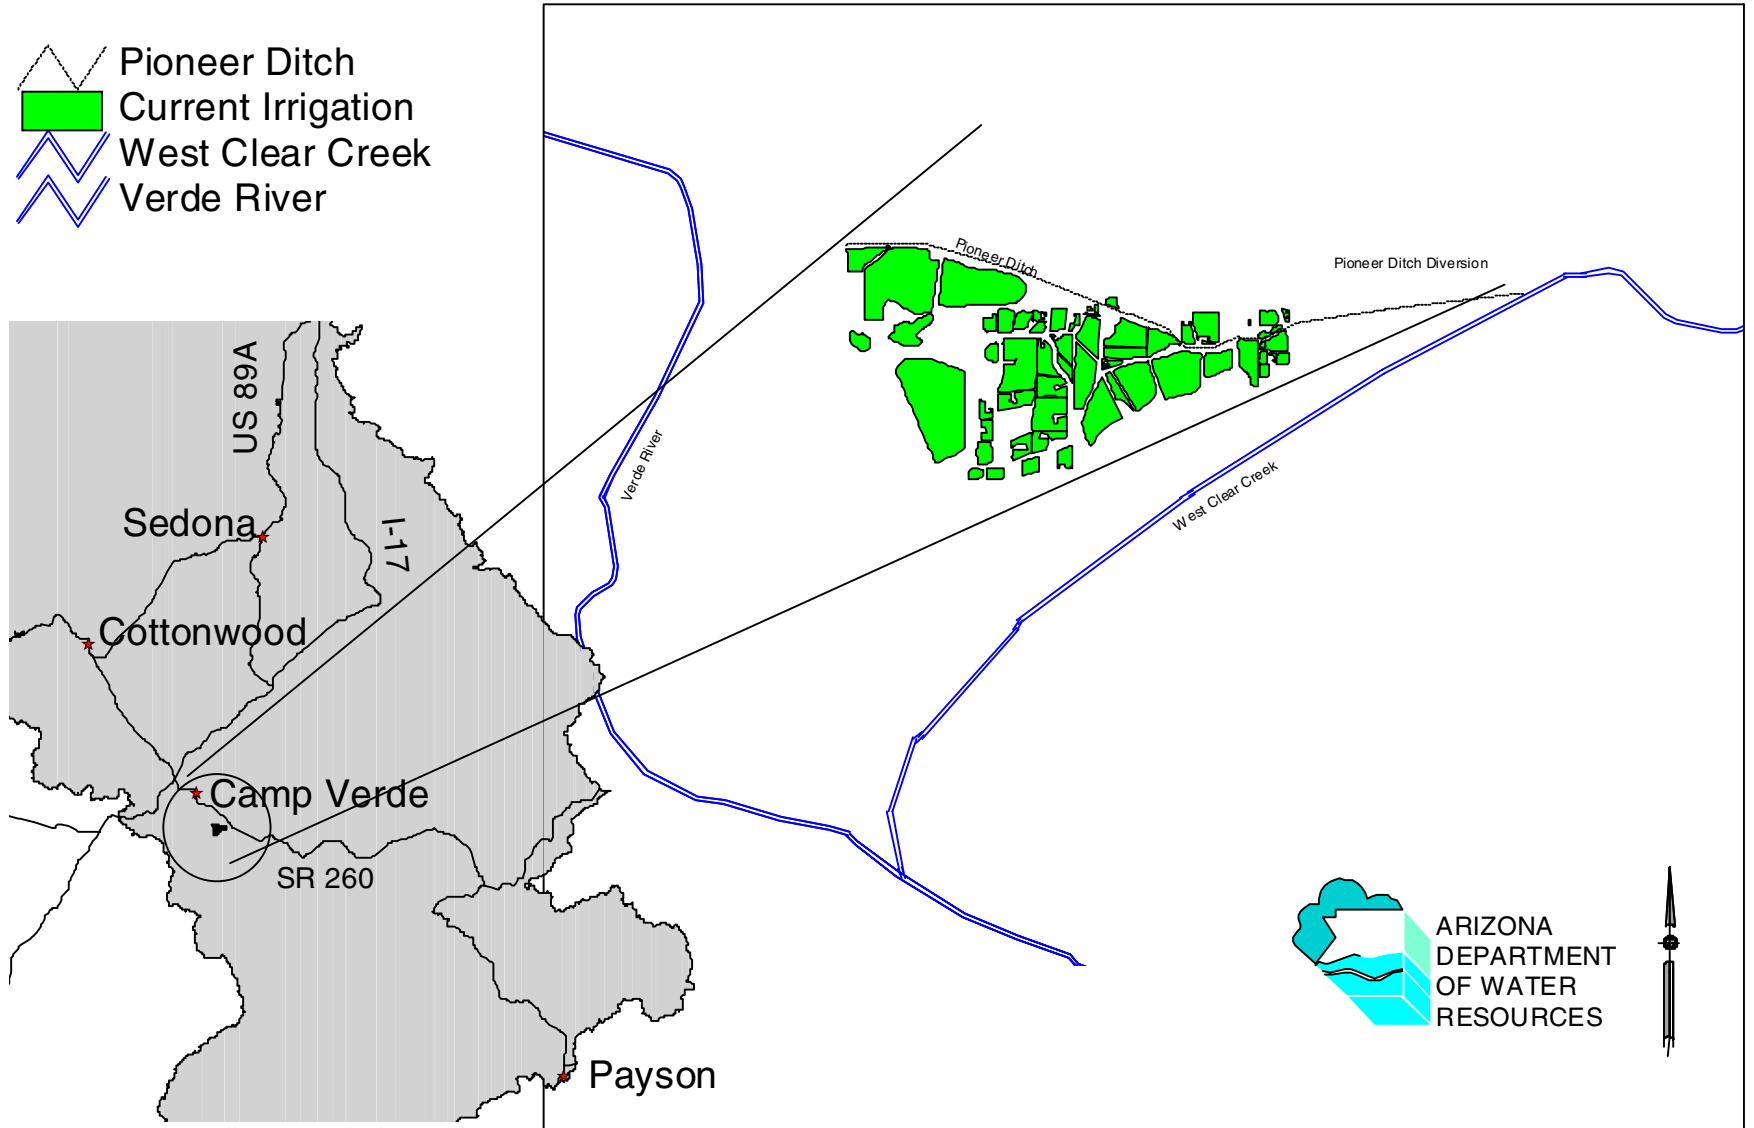 Pioneer Ditch
Current Irrigation
West Clear Creek
Verde River
Pioneer Ditch
Pioneer Ditch Diversion
Verde River
West Clear Creek
US 89A
I-17
Sedona
Cottonwood
Camp Verde
SR 260
Payson
ARIZONA
DEPARTMENT
OF WATER
RESOURCES